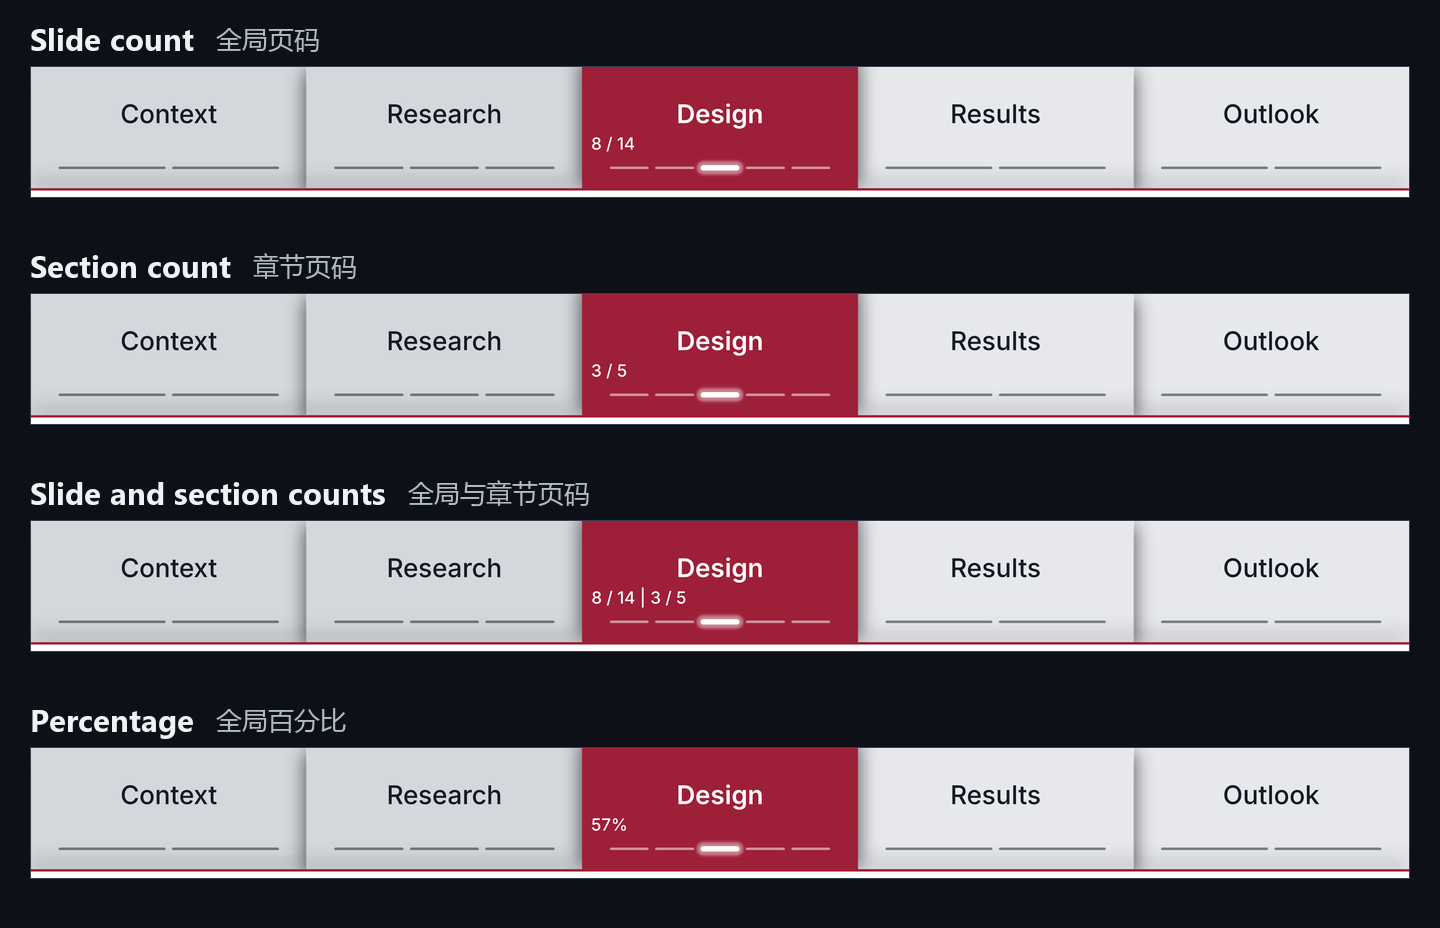 Slide count 全局页码
Context Research Design Results Outlook
8 / 14
Section count 章节页码
Context Research Design Results Outlook
3 / 5
Slide and section counts 全局与章节页码
Context Research Design Results Outlook
8 / 14 | 3 / 5
Percentage 全局百分比
Context Research Design Results Outlook
57%